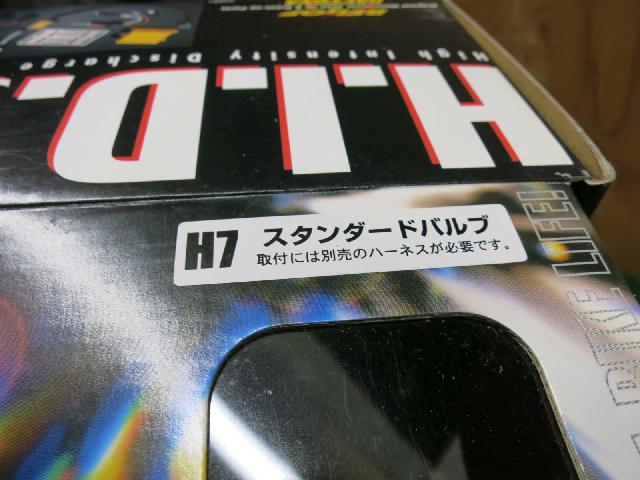 H.I.D.
High Intensity Discharge
H7 スタンダードバルブ
取付には別売のハーネスが必要です。
BIKE LIFE!